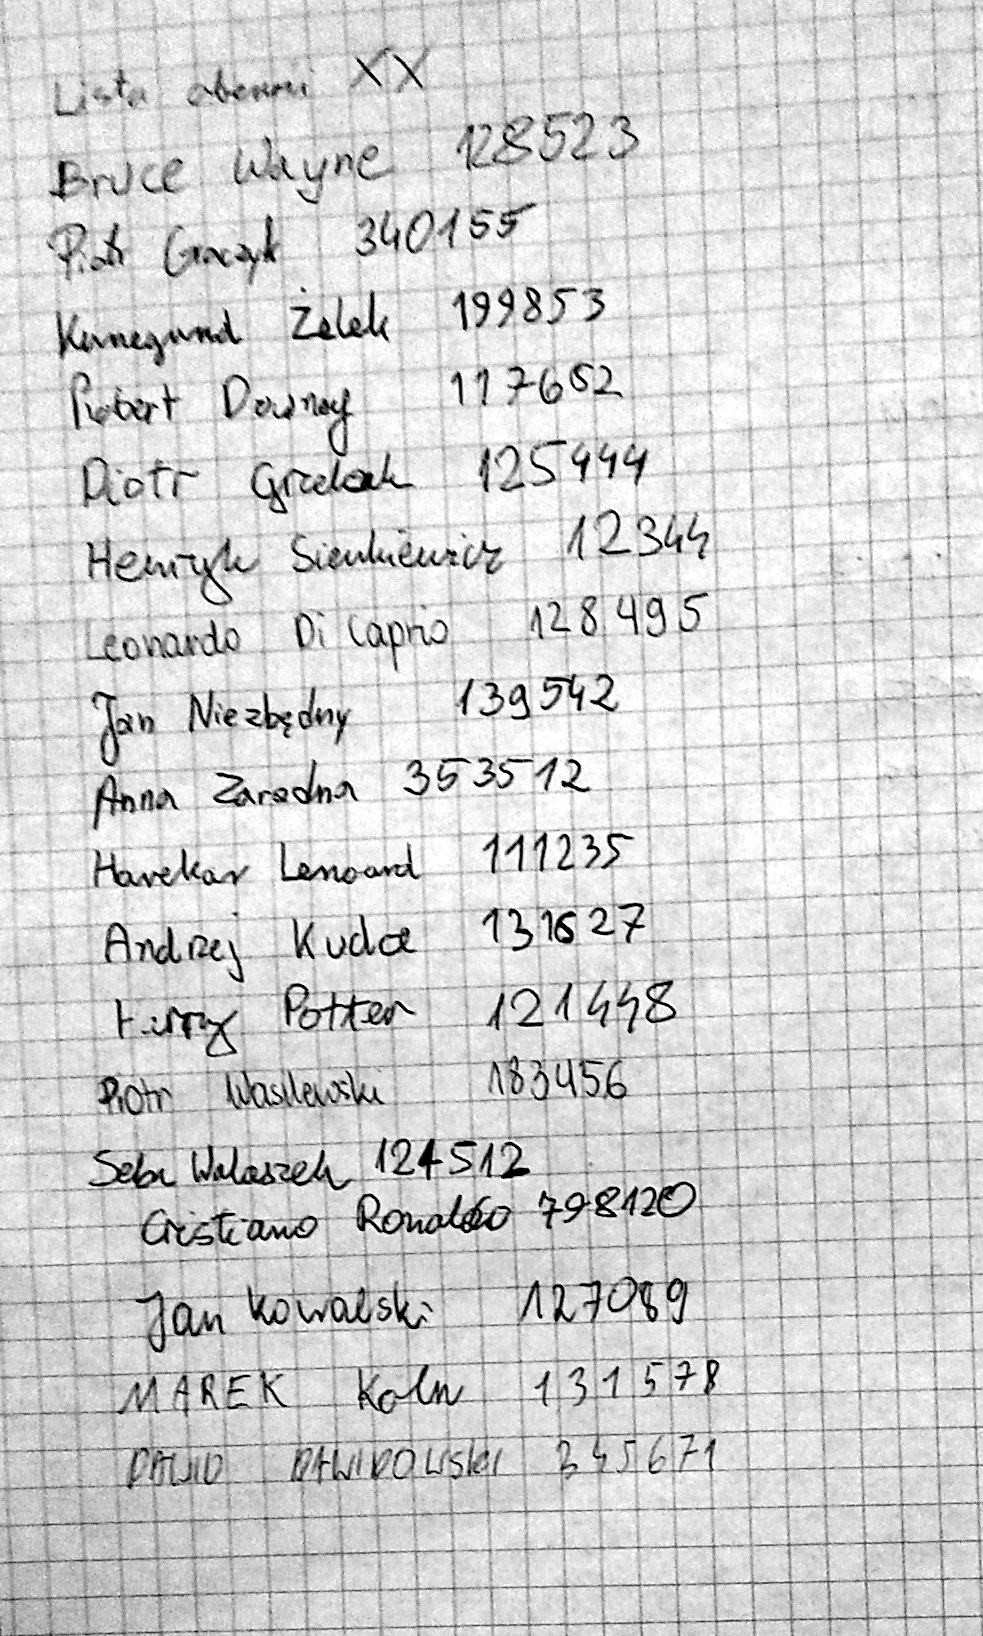 Lista obecności XX
Bruce Wayne 128523
Piotr Graczyk 340155
Kunegund Żelek 199853
Robert Downey 117652
Piotr Grzelak 125444
Henryk Sienkiewicz 12344
Leonardo Di Caprio 128495
Jan Niezbędny 139542
Anna Zaradna 353512
Harekar Lenoard 111235
Andrzej Kudła 131627
Harry Potter 121448
Piotr Wasilewski 183456
Seba Walaszek 124512
Cristiano Ronaldo 798120
Jan Kowalski 127089
MAREK Koln 131578
DAWID DAWIDOWski 345671